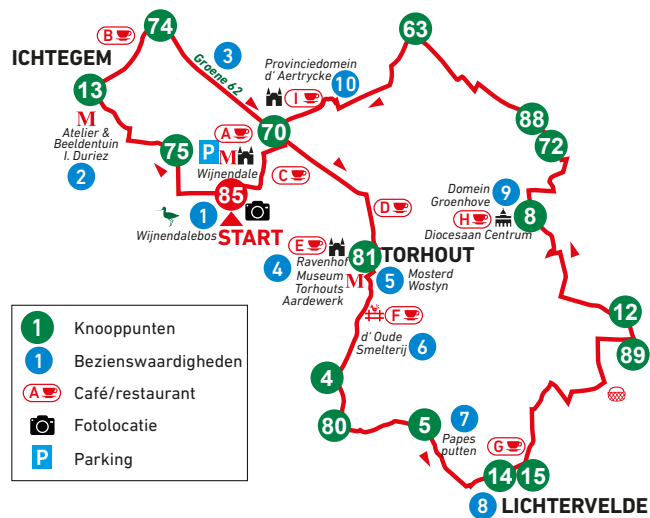 74
B
3
63
ICHTEGEM
Groene 62
Provinciedomein
d' Aertrycke
10
13
I
M
Atelier &
Beeldentuin
I. Duriez
2
75
A
70
P M
Wijnendale
88
72
C
85
1
Wijnendalebos
START
D
Domein
Groenhove
9
H
8
Diocesaan Centrum
E
81
TORHOUT
4
Ravenhof
Museum
Torhouts
Aardewerk
M
5
Mosterd
Wostyn
F
d' Oude
Smelterij
6
12
89
4
80
5
7
Papes
putten
G
14
15
8
LICHTERVELDE
1 Knooppunten
1 Bezienswaardigheden
A Café/restaurant
Fotolocatie
P Parking